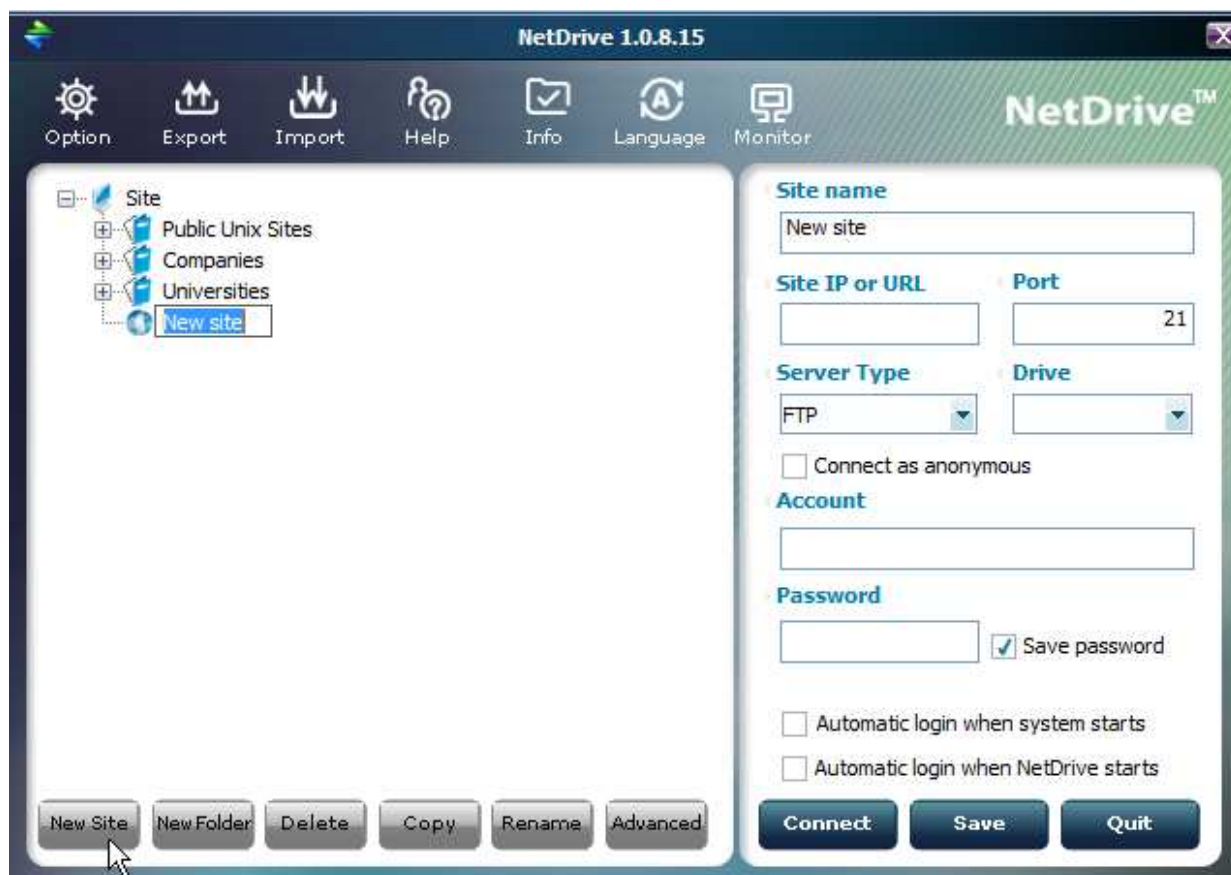 NetDrive 1.0.8.15
Option Export Import Help Info Language Monitor
NetDrive™
Site
Public Unix Sites
Companies
Universities
New site
Site name
New site
Site IP or URL Port
21
Server Type Drive
FTP
Connect as anonymous
Account
Password
Save password
Automatic login when system starts
Automatic login when NetDrive starts
New Site New Folder Delete Copy Rename Advanced
Connect Save Quit